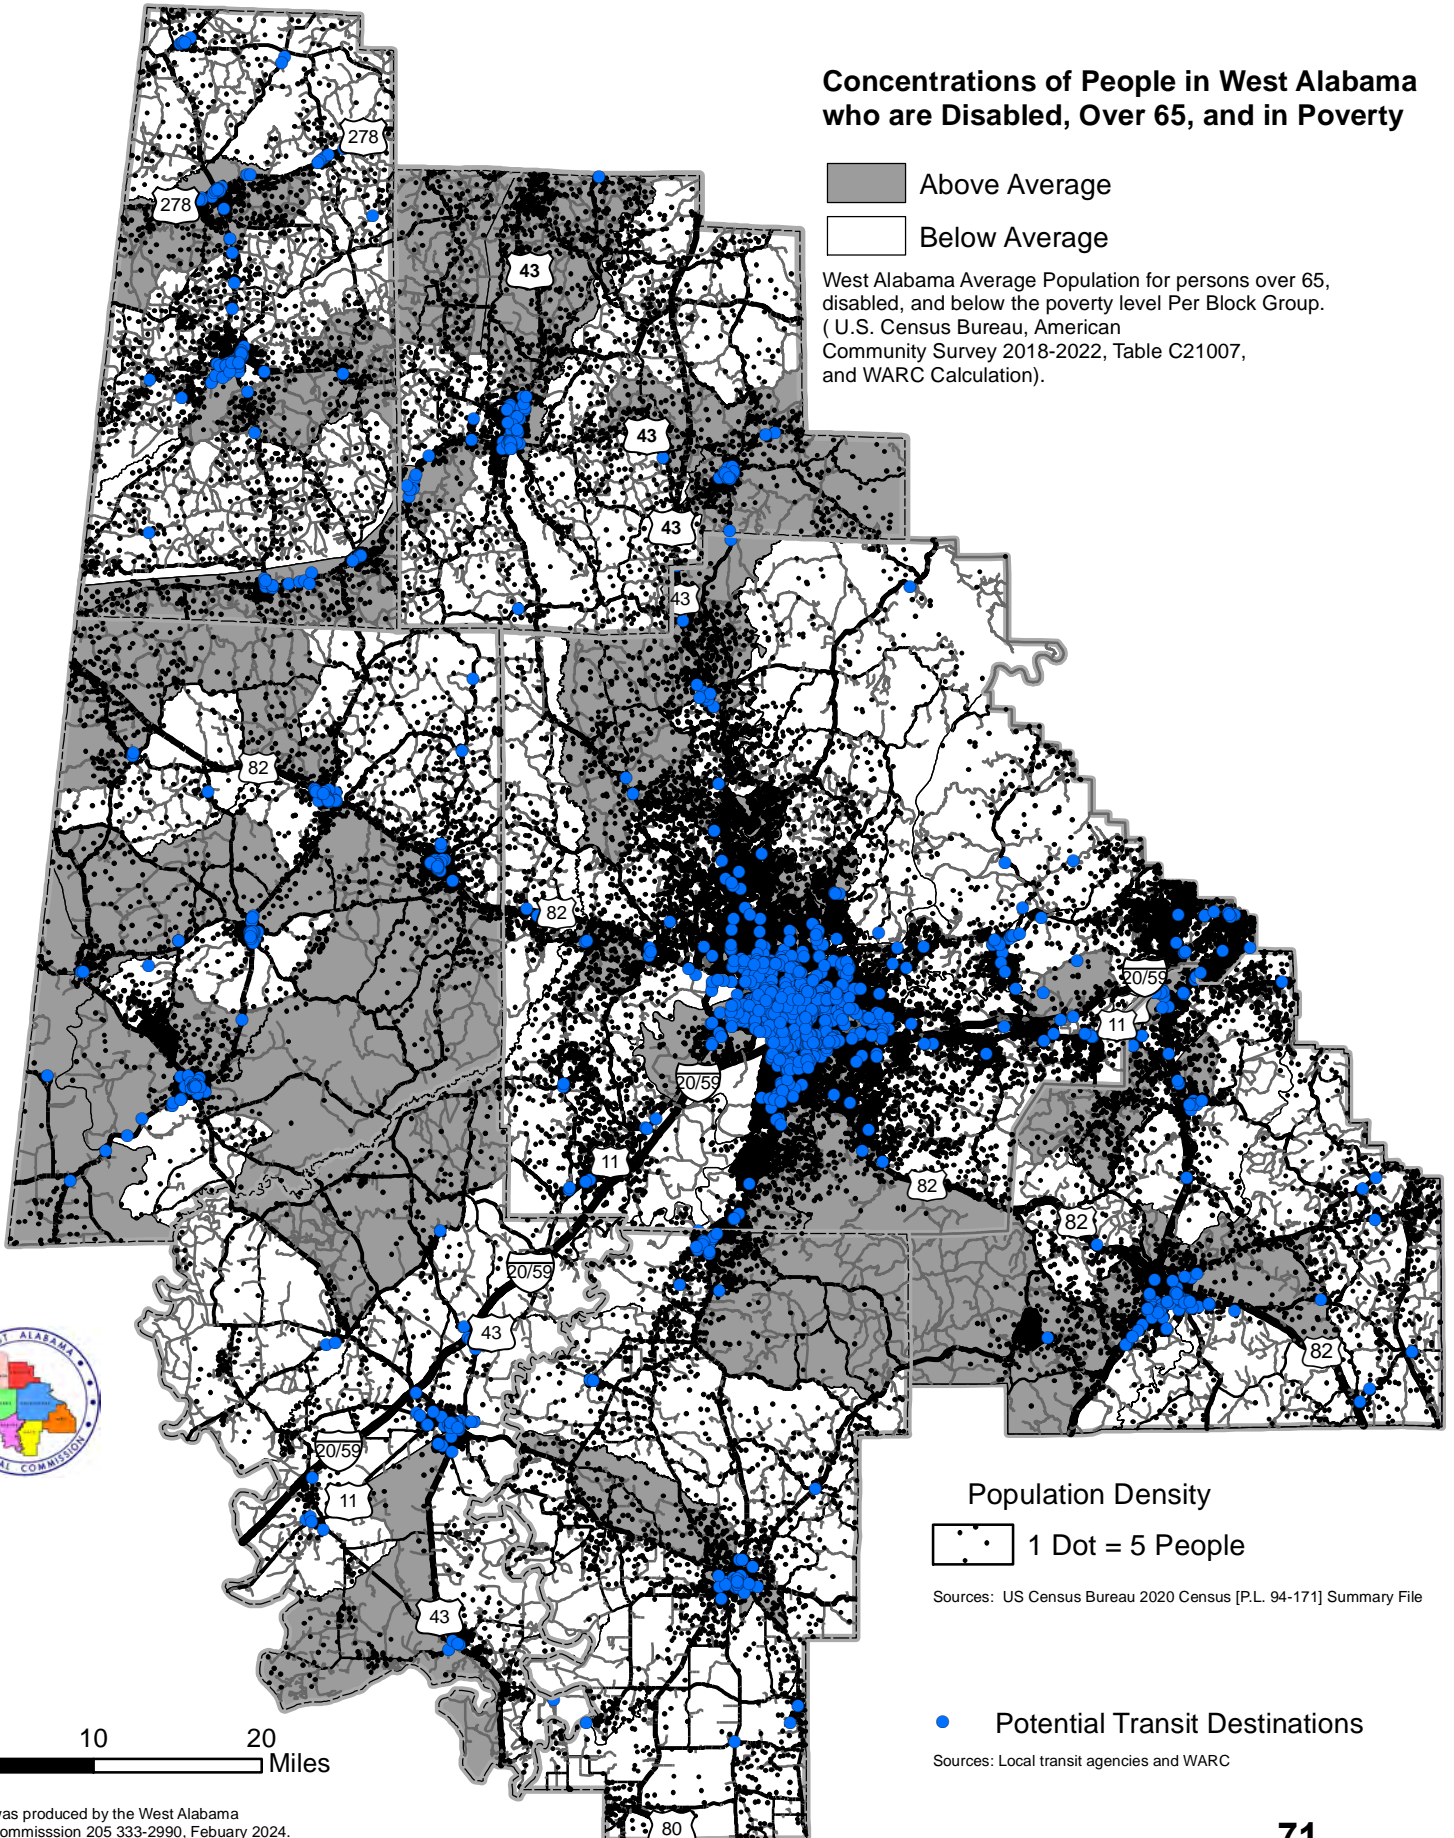 Concentrations of People in West Alabama
who are Disabled, Over 65, and in Poverty
Above Average
Below Average
West Alabama Average Population for persons over 65,
disabled, and below the poverty level Per Block Group.
( U.S. Census Bureau, American
Community Survey 2018-2022, Table C21007,
and WARC Calculation).
278
278
43
43
43
43
82
82
20/59
11
20/59
11
82
82
20/59
43
82
20/59
11
43
80
ALABAMA
COMMISSION
Population Density
1 Dot = 5 People
Sources: US Census Bureau 2020 Census [P.L. 94-171] Summary File
Potential Transit Destinations
Sources: Local transit agencies and WARC
10 20
Miles
was produced by the West Alabama
ommisssion 205 333-2990, Febuary 2024.
71